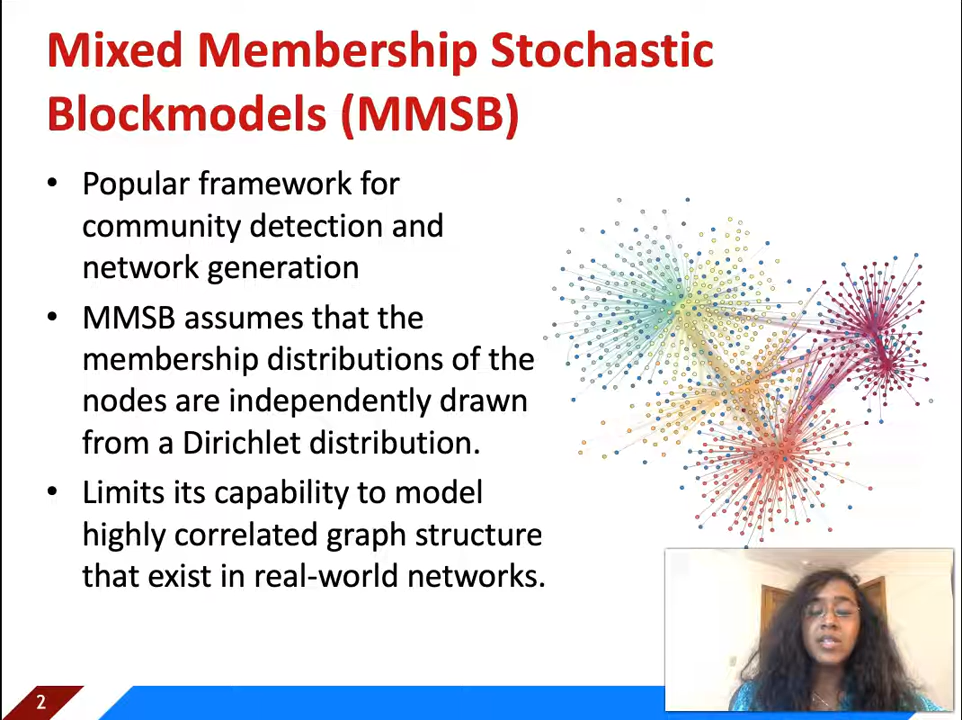 Mixed Membership Stochastic
Blockmodels (MMSB)
• Popular framework for
community detection and
network generation
• MMSB assumes that the
membership distributions of the
nodes are independently drawn
from a Dirichlet distribution.
• Limits its capability to model
highly correlated graph structure
that exist in real-world networks.
2